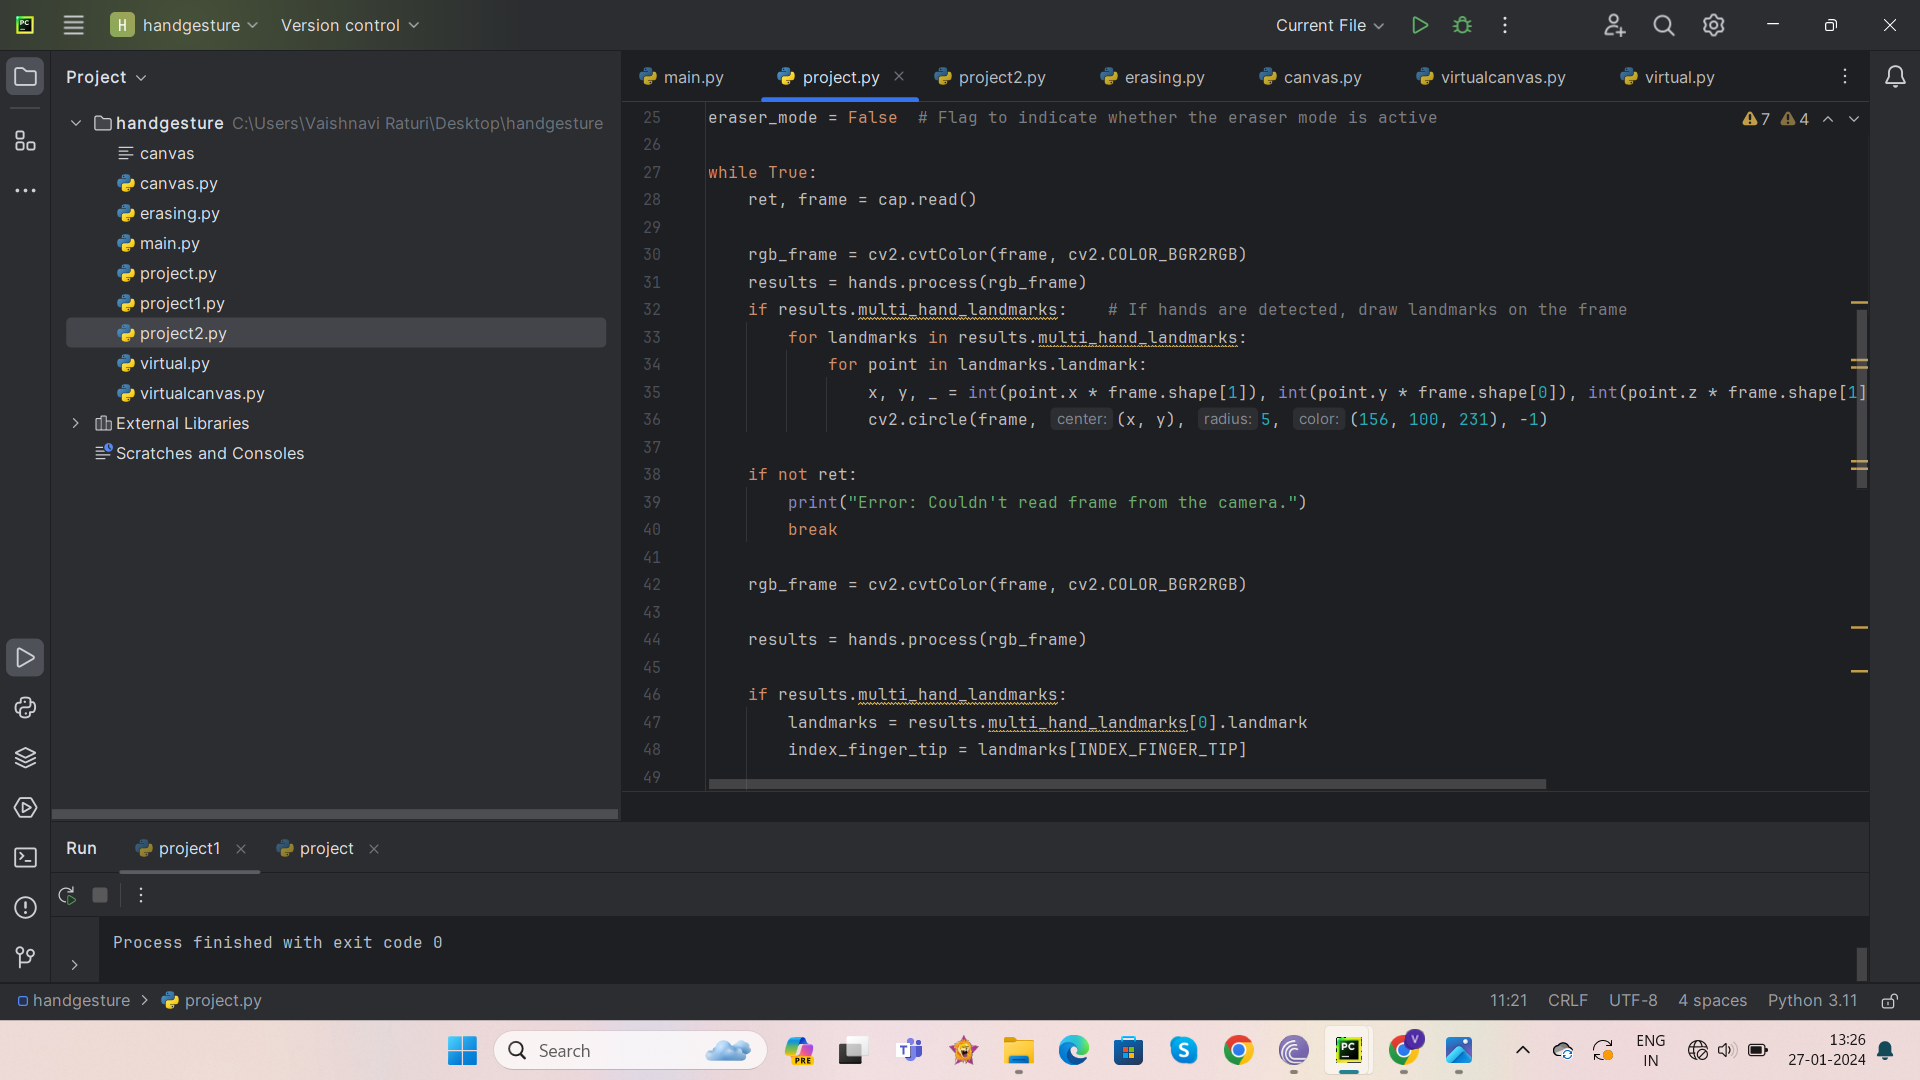 H handgesture Version control Current File
Project
handgesture C:\Users\Vaishnavi Raturi\Desktop\handgesture
canvas
canvas.py
erasing.py
main.py
project.py
project1.py
project2.py
virtual.py
virtualcanvas.py
External Libraries
Scratches and Consoles
main.py project.py project2.py erasing.py canvas.py virtualcanvas.py virtual.py
7 4
25 eraser_mode = False  # Flag to indicate whether the eraser mode is active
26
27 while True:
28     ret, frame = cap.read()
29
30     rgb_frame = cv2.cvtColor(frame, cv2.COLOR_BGR2RGB)
31     results = hands.process(rgb_frame)
32     if results.multi_hand_landmarks:    # If hands are detected, draw landmarks on the frame
33         for landmarks in results.multi_hand_landmarks:
34             for point in landmarks.landmark:
35                 x, y, _ = int(point.x * frame.shape[1]), int(point.y * frame.shape[0]), int(point.z * frame.shape[1]
36                 cv2.circle(frame, center: (x, y), radius: 5, color: (156, 100, 231), -1)
37
38     if not ret:
39         print("Error: Couldn't read frame from the camera.")
40         break
41
42     rgb_frame = cv2.cvtColor(frame, cv2.COLOR_BGR2RGB)
43
44     results = hands.process(rgb_frame)
45
46     if results.multi_hand_landmarks:
47         landmarks = results.multi_hand_landmarks[0].landmark
48         index_finger_tip = landmarks[INDEX_FINGER_TIP]
49
Run project1 project
Process finished with exit code 0
handgesture project.py 11:21 CRLF UTF-8 4 spaces Python 3.11
Search PRE PC V ENG IN 13:26
27-01-2024